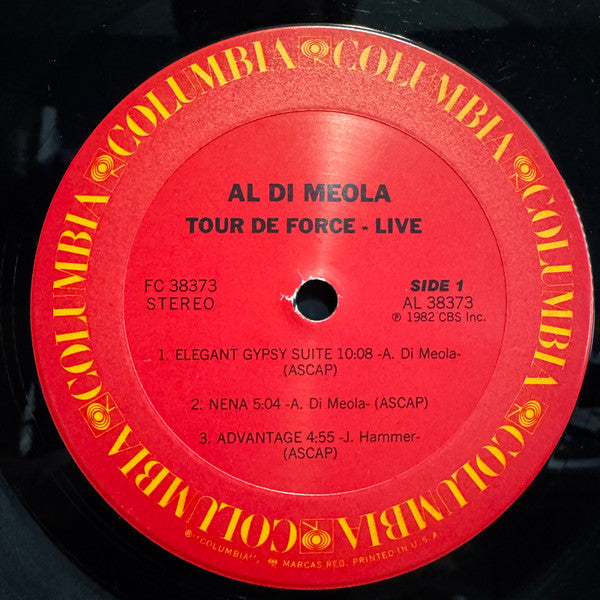 COLUMBIA COLUMBIA COLUMBIA COLUMBIA COLUMBIA COLUMBIA
AL DI MEOLA
TOUR DE FORCE - LIVE
FC 38373
STEREO
SIDE 1
AL 38373
℗ 1982 CBS Inc.
1. ELEGANT GYPSY SUITE 10:08 -A. Di Meola-
(ASCAP)
2. NENA 5:04 -A. Di Meola- (ASCAP)
3. ADVANTAGE 4:55 -J. Hammer-
(ASCAP)
®-"COLUMBIA", MARCAS REG. PRINTED IN U.S.A.